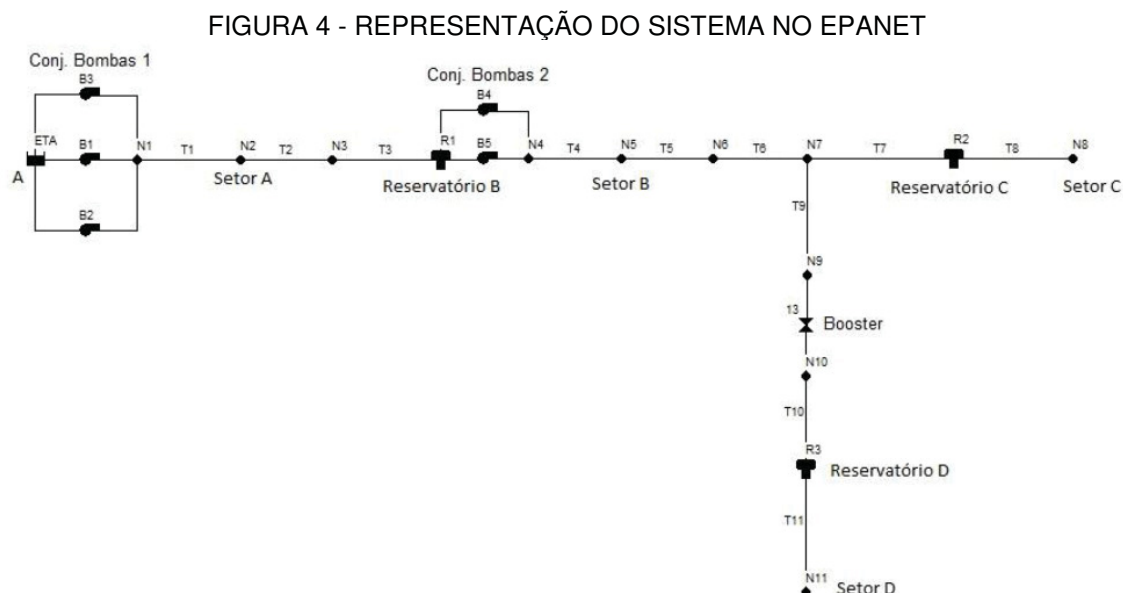 FIGURA 4 - REPRESENTAÇÃO DO SISTEMA NO EPANET
Conj. Bombas 1
B3
Conj. Bombas 2
B4
ETA
B1
N1
T1
N2
T2
N3
T3
R1
B5
N4
T4
N5
T5
N6
T6
N7
T7
R2
T8
N8
A
Setor A
Reservatório B
Setor B
Reservatório C
Setor C
B2
T9
N9
13
Booster
N10
T10
R3
Reservatório D
T11
N11
Setor D